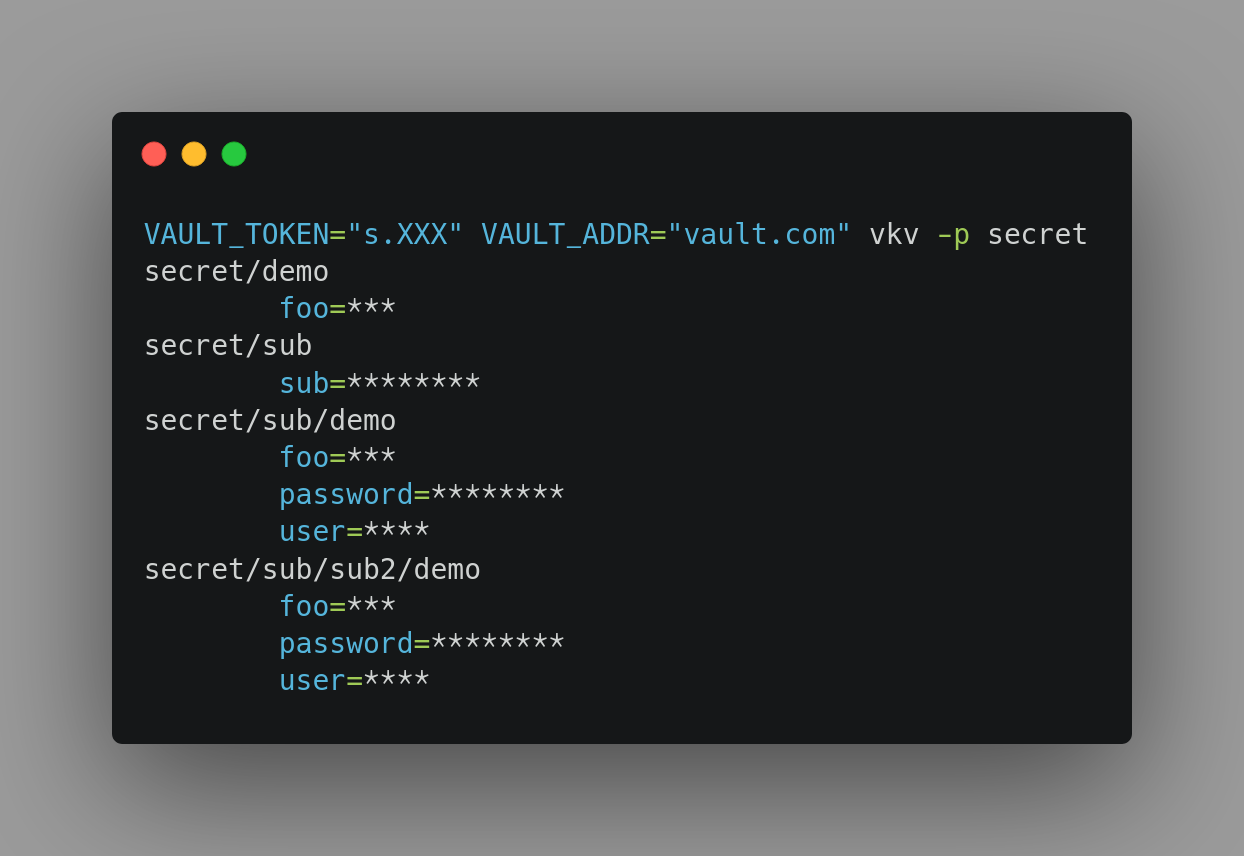 VAULT_TOKEN="s.XXX" VAULT_ADDR="vault.com" vkv -p secret
secret/demo
        foo=***
secret/sub
        sub=********
secret/sub/demo
        foo=***
        password=********
        user=****
secret/sub/sub2/demo
        foo=***
        password=********
        user=****